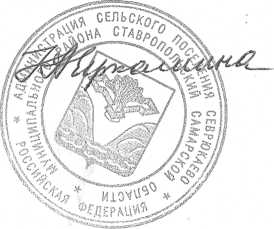 АДМИНИСТРАЦИЯ СЕЛЬСКОГО ПОСЕЛЕНИЯ СЕВРЮКАЕВО
МУНИЦИПАЛЬНОГО РАЙОНА СТАВРОПОЛЬСКИЙ САМАРСКОЙ ОБЛАСТИ
* РОССИЙСКАЯ ФЕДЕРАЦИЯ *